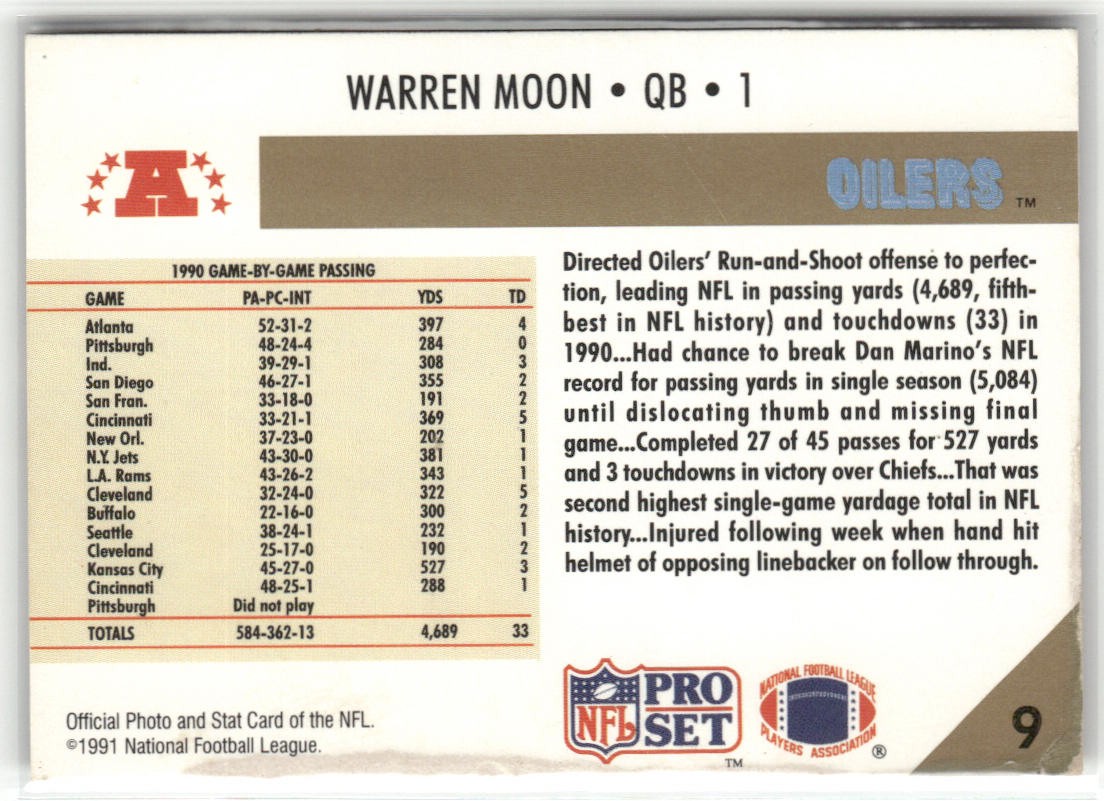 WARREN MOON • QB • 1
A
OILERS ™
1990 GAME-BY-GAME PASSING
GAME PA-PC-INT YDS TD
Atlanta 52-31-2 397 4
Pittsburgh 48-24-4 284 0
Ind. 39-29-1 308 3
San Diego 46-27-1 355 2
San Fran. 33-18-0 191 2
Cincinnati 33-21-1 369 5
New Orl. 37-23-0 202 1
N.Y. Jets 43-30-0 381 1
L.A. Rams 43-26-2 343 1
Cleveland 32-24-0 322 5
Buffalo 22-16-0 300 2
Seattle 38-24-1 232 1
Cleveland 25-17-0 190 2
Kansas City 45-27-0 527 3
Cincinnati 48-25-1 288 1
Pittsburgh Did not play
TOTALS 584-362-13 4,689 33
Directed Oilers' Run-and-Shoot offense to perfec-
tion, leading NFL in passing yards (4,689, fifth-
best in NFL history) and touchdowns (33) in
1990...Had chance to break Dan Marino's NFL
record for passing yards in single season (5,084)
until dislocating thumb and missing final
game...Completed 27 of 45 passes for 527 yards
and 3 touchdowns in victory over Chiefs...That was
second highest single-game yardage total in NFL
history...Injured following week when hand hit
helmet of opposing linebacker on follow through.
Official Photo and Stat Card of the NFL.
©1991 National Football League.
NFL PRO SET ™
NATIONAL FOOTBALL LEAGUE
PLAYERS ASSOCIATION ®
9